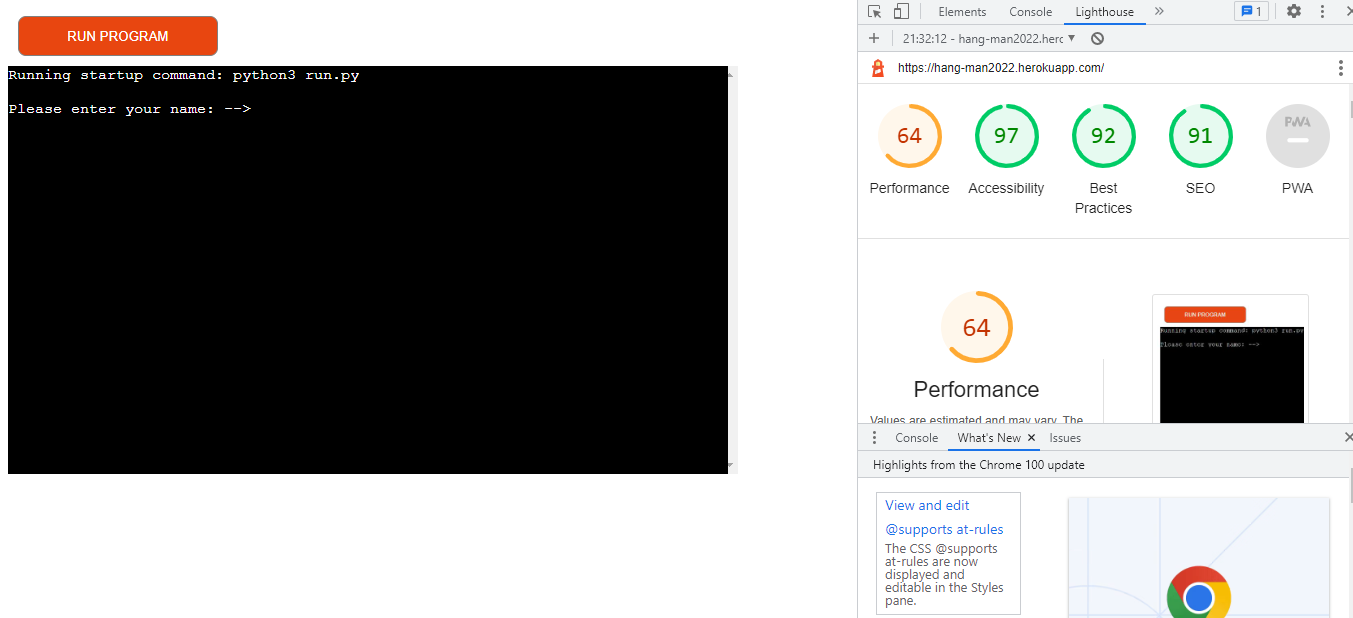 RUN PROGRAM
Running startup command: python3 run.py
Please enter your name: -->
Elements Console Lighthouse » 1
21:32:12 - hang-man2022.herc
https://hang-man2022.herokuapp.com/
64 97 92 91 PWA
Performance Accessibility Best Practices SEO PWA
64
Performance
Values are estimated and may vary. The
RUN PROGRAM
Running startup command: python3 run.py
Please enter your name: -->
Console What's New × Issues
Highlights from the Chrome 100 update
View and edit
@supports at-rules
The CSS @supports
at-rules are now
displayed and
editable in the Styles
pane.